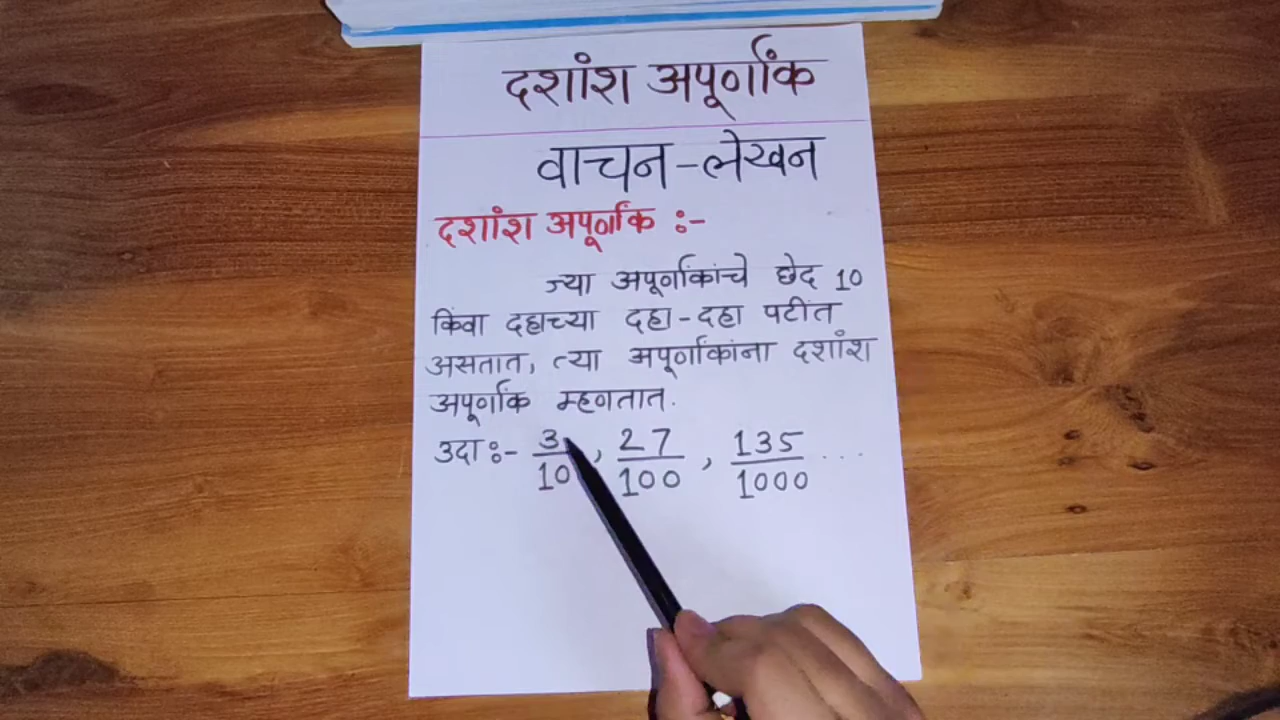 दशांश अपूर्णांक
वाचन-लेखन
दशांश अपूर्णांक :-
ज्या अपूर्णांकांचे छेद 10
किंवा दहाच्या दहा-दहा पटीत
असतात, त्या अपूर्णांकांना दशांश
अपूर्णांक म्हणतात.
उदा:- 3/10, 27/100, 135/1000 ...